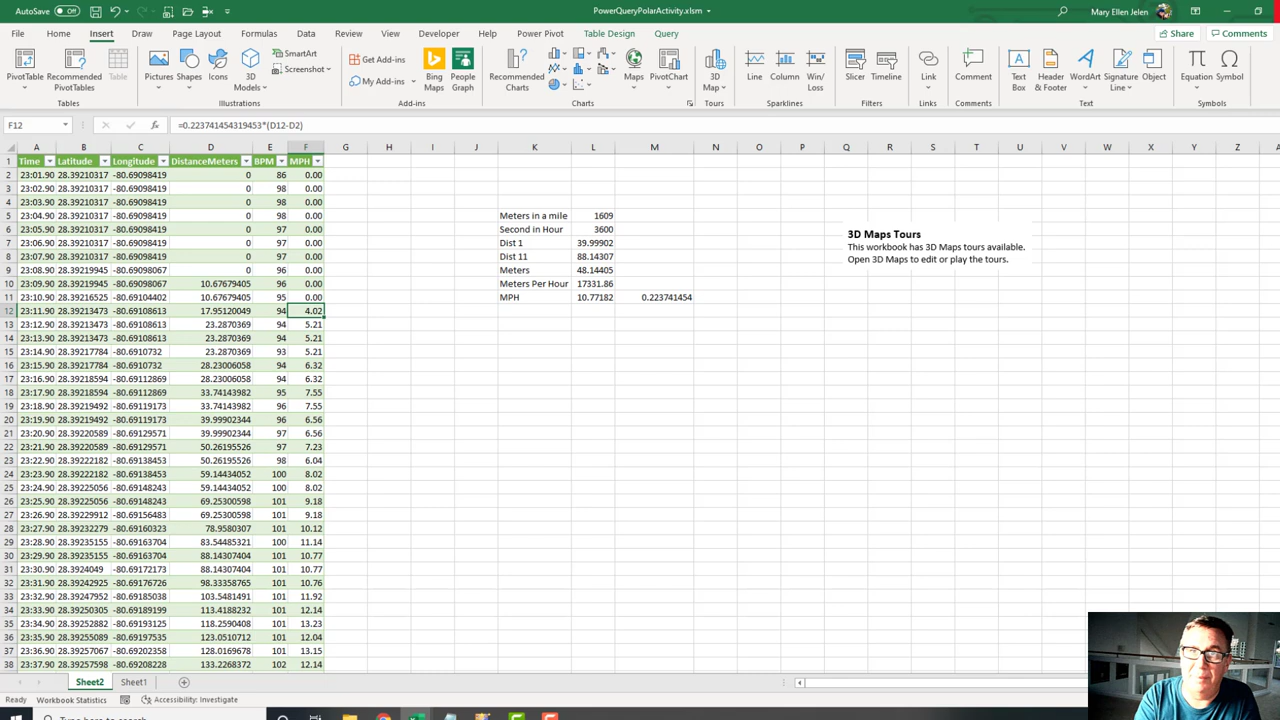 AutoSave Off PowerQueryPolarActivity.xlsm Mary Ellen Jelen
File Home Insert Draw Page Layout Formulas Data Review View Developer Help Power Pivot Table Design Query Share Comments
PivotTable Recommended PivotTables Table Pictures Shapes Icons 3D Models SmartArt Screenshot Get Add-ins My Add-ins Bing Maps People Graph Recommended Charts Maps PivotChart 3D Map Line Column Win/Loss Slicer Timeline Link Comment Text Box Header & Footer WordArt Signature Line Object Equation Symbol
Tables Illustrations Add-ins Charts Tours Sparklines Filters Links Comments Text Symbols
F12 fx =0.223741454319453*(D12-D2)
A B C D E F G H I J K L M N O P Q R S T U V W X Y Z
1 Time Latitude Longitude DistanceMeters BPM MPH
2 23:01.90 28.39210317 -80.69098419 0 86 0.00
3 23:02.90 28.39210317 -80.69098419 0 98 0.00
4 23:03.90 28.39210317 -80.69098419 0 98 0.00
5 23:04.90 28.39210317 -80.69098419 0 98 0.00 Meters in a mile 1609
6 23:05.90 28.39210317 -80.69098419 0 97 0.00 Second in Hour 3600
7 23:06.90 28.39210317 -80.69098419 0 97 0.00 Dist 1 39.99902
8 23:07.90 28.39210317 -80.69098419 0 97 0.00 Dist 11 88.14307
9 23:08.90 28.39219945 -80.69098067 0 96 0.00 Meters 48.14405
10 23:09.90 28.39219945 -80.69098067 10.67679405 96 0.00 Meters Per Hour 17331.86
11 23:10.90 28.39216525 -80.69104402 10.67679405 95 0.00 MPH 10.77182 0.223741454
12 23:11.90 28.39213473 -80.69108613 17.95120049 94 4.02
13 23:12.90 28.39213473 -80.69108613 23.2870369 94 5.21
14 23:13.90 28.39213473 -80.69108613 23.2870369 94 5.21
15 23:14.90 28.39217784 -80.6910732 23.2870369 93 5.21
16 23:15.90 28.39217784 -80.6910732 28.23006058 94 6.32
17 23:16.90 28.39218594 -80.69112869 28.23006058 94 6.32
18 23:17.90 28.39218594 -80.69112869 33.74143982 95 7.55
19 23:18.90 28.39219492 -80.69119173 33.74143982 96 7.55
20 23:19.90 28.39219492 -80.69119173 39.99902344 96 6.56
21 23:20.90 28.39220589 -80.69129571 39.99902344 97 6.56
22 23:21.90 28.39220589 -80.69129571 50.26195526 97 7.23
23 23:22.90 28.39222182 -80.69138453 50.26195526 98 6.04
24 23:23.90 28.39222182 -80.69138453 59.14434052 100 8.02
25 23:24.90 28.39225056 -80.69148243 59.14434052 100 8.02
26 23:25.90 28.39225056 -80.69148243 69.25300598 101 9.18
27 23:26.90 28.39229912 -80.69156483 69.25300598 101 9.18
28 23:27.90 28.39232279 -80.69160323 78.9580307 101 10.12
29 23:28.90 28.39235155 -80.69163704 83.54485321 100 11.14
30 23:29.90 28.39235155 -80.69163704 88.14307404 101 10.77
31 23:30.90 28.3924049 -80.69172173 88.14307404 101 10.77
32 23:31.90 28.39242925 -80.69176726 98.33358765 101 10.76
33 23:32.90 28.39247952 -80.69185038 103.5481491 101 11.92
34 23:33.90 28.39250305 -80.69189199 113.4188232 101 12.14
35 23:34.90 28.39252882 -80.69193125 118.6359085 101 13.23
36 23:35.90 28.39255089 -80.69197535 123.0510712 101 12.04
37 23:36.90 28.39257067 -80.69202358 128.0169678 101 13.15
38 23:37.90 28.39257598 -80.69208228 133.2268372 102 12.14
3D Maps Tours
This workbook has 3D Maps tours available.
Open 3D Maps to edit or play the tours.
Sheet2 Sheet1
Ready Workbook Statistics Accessibility: Investigate
Type here to search